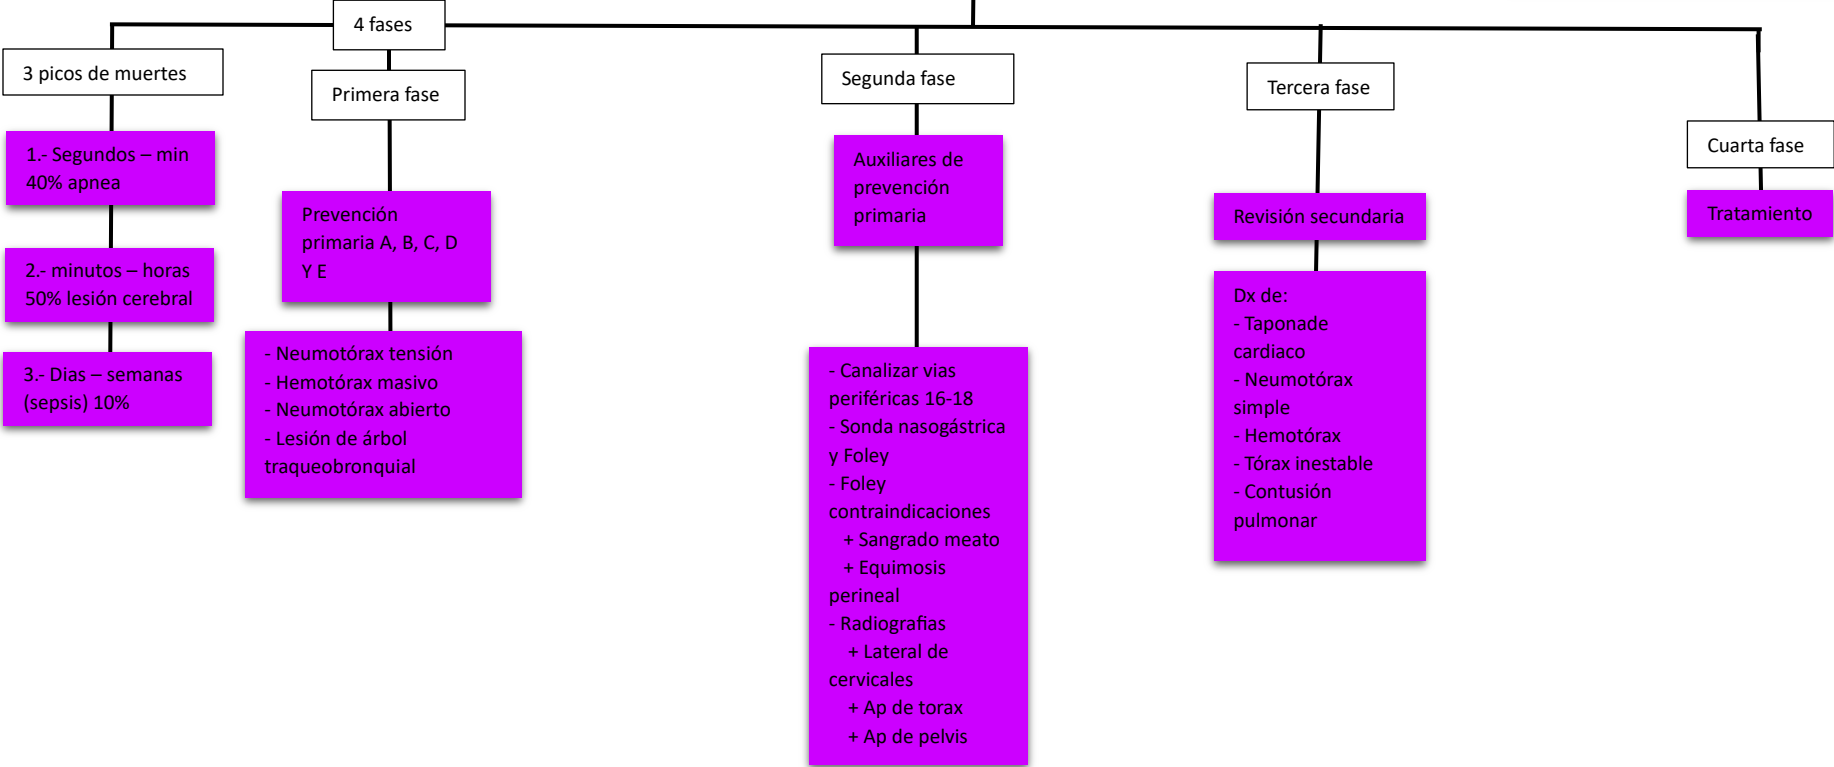 4 fases
3 picos de muertes
1.- Segundos – min
40% apnea
2.- minutos – horas
50% lesión cerebral
3.- Dias – semanas
(sepsis) 10%
Primera fase
Prevención
primaria A, B, C, D
Y E
- Neumotórax tensión
- Hemotórax masivo
- Neumotórax abierto
- Lesión de árbol
traqueobronquial
Segunda fase
Auxiliares de
prevención
primaria
- Canalizar vias
periféricas 16-18
- Sonda nasogástrica
y Foley
- Foley
contraindicaciones
+ Sangrado meato
+ Equimosis
perineal
- Radiografias
+ Lateral de
cervicales
+ Ap de torax
+ Ap de pelvis
Tercera fase
Revisión secundaria
Dx de:
- Taponade
cardiaco
- Neumotórax
simple
- Hemotórax
- Tórax inestable
- Contusión
pulmonar
Cuarta fase
Tratamiento